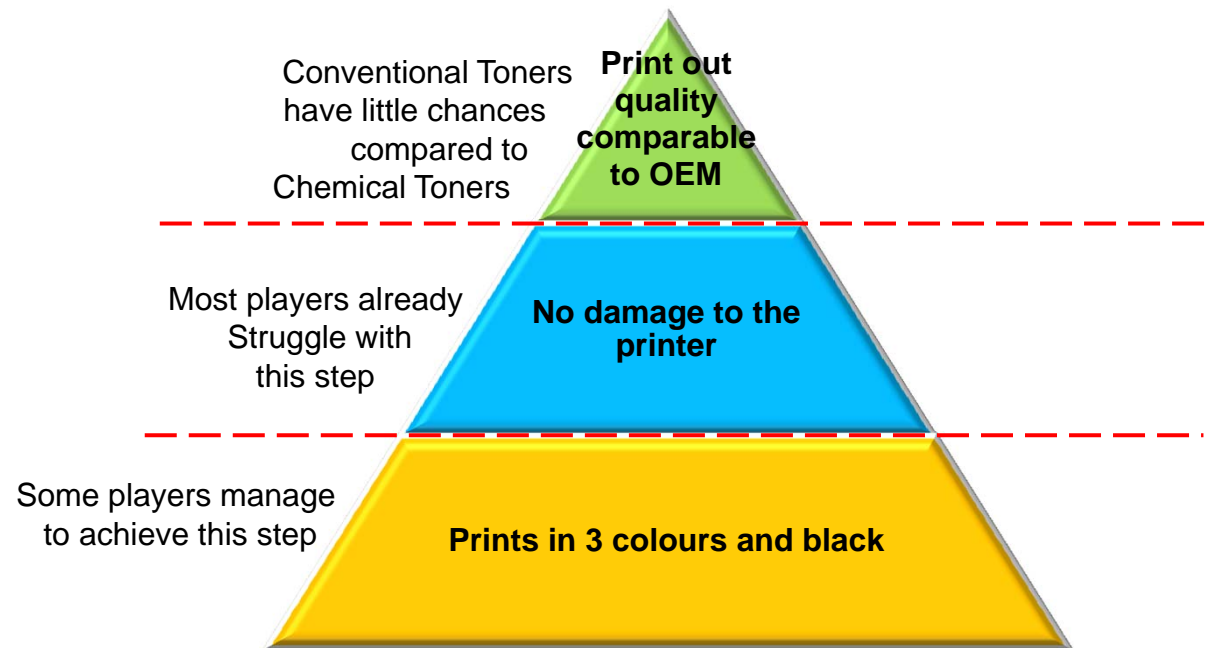 Conventional Toners
have little chances
compared to
Chemical Toners
Print out
quality
comparable
to OEM
Most players already
Struggle with
this step
No damage to the
printer
Some players manage
to achieve this step
Prints in 3 colours and black